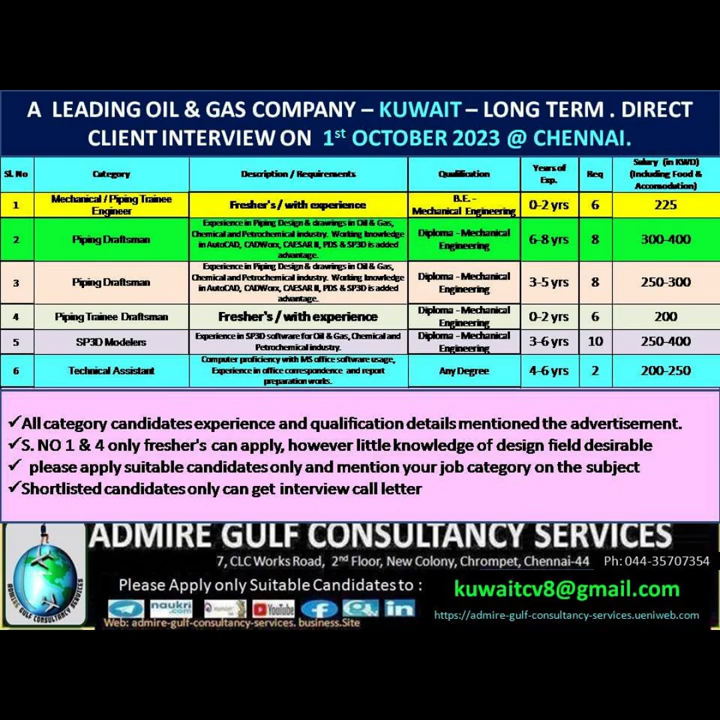 A LEADING OIL & GAS COMPANY – KUWAIT – LONG TERM . DIRECT
CLIENT INTERVIEW ON 1st OCTOBER 2023 @ CHENNAI.
Sl. No Category Description / Requirements Qualification Years of Exp. Req Salary (in KWD) (Including Food & Accomodation)
1 Mechanical / Piping Trainee Engineer Fresher's / with experience B.E. - Mechanical Engineering 0-2 yrs 6 225
2 Piping Draftsman Experience in Piping Design & drawings in Oil & Gas, Chemical and Petrochemical industry. Working knowledge in AutoCAD, CADWorx, CAESAR II, PDS & SP3D is added advantage. Diploma - Mechanical Engineering 6-8 yrs 8 300-400
3 Piping Draftsman Experience in Piping Design & drawings in Oil & Gas, Chemical and Petrochemical industry. Working knowledge in AutoCAD, CADWorx, CAESAR II, PDS & SP3D is added advantage. Diploma - Mechanical Engineering 3-5 yrs 8 250-300
4 Piping Trainee Draftsman Fresher's / with experience Diploma - Mechanical Engineering 0-2 yrs 6 200
5 SP3D Modelers Experience in SP3D software for Oil & Gas, Chemical and Petrochemical industry. Diploma - Mechanical Engineering 3-6 yrs 10 250-400
6 Technical Assistant Computer proficiency with MS office software usage, Experience in office correspondence and report preparation works. Any Degree 4-6 yrs 2 200-250
✓All category candidates experience and qualification details mentioned the advertisement.
✓S. NO 1 & 4 only fresher's can apply, however little knowledge of design field desirable
✓ please apply suitable candidates only and mention your job category on the subject
✓Shortlisted candidates only can get interview call letter
ADMIRE GULF CONSULTANCY SERVICES
7, CLC Works Road, 2nd Floor, New Colony, Chrompet, Chennai-44 Ph: 044-35707354
Please Apply only Suitable Candidates to : kuwaitcv8@gmail.com
naukri.com YouTube in
Web: admire-gulf-consultancy-services. business.Site https://admire-gulf-consultancy-services.ueniweb.com
ADMIRE GULF CONSULTANCY SERVICES